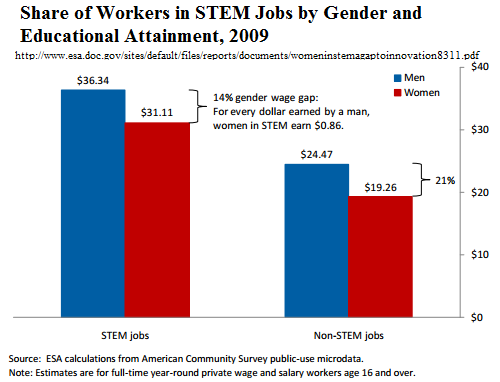 Share of Workers in STEM Jobs by Gender and
Educational Attainment, 2009
http://www.esa.doc.gov/sites/default/files/reports/documents/womeninstemagaptoinnovation8311.pdf
$40
$36.34
Men
Women
14% gender wage gap:
For every dollar earned by a man,
women in STEM earn $0.86.
$31.11
$30
$24.47
21%
$19.26
$20
$10
$0
STEM jobs
Non-STEM jobs
Source: ESA calculations from American Community Survey public-use microdata.
Note: Estimates are for full-time year-round private wage and salary workers age 16 and over.